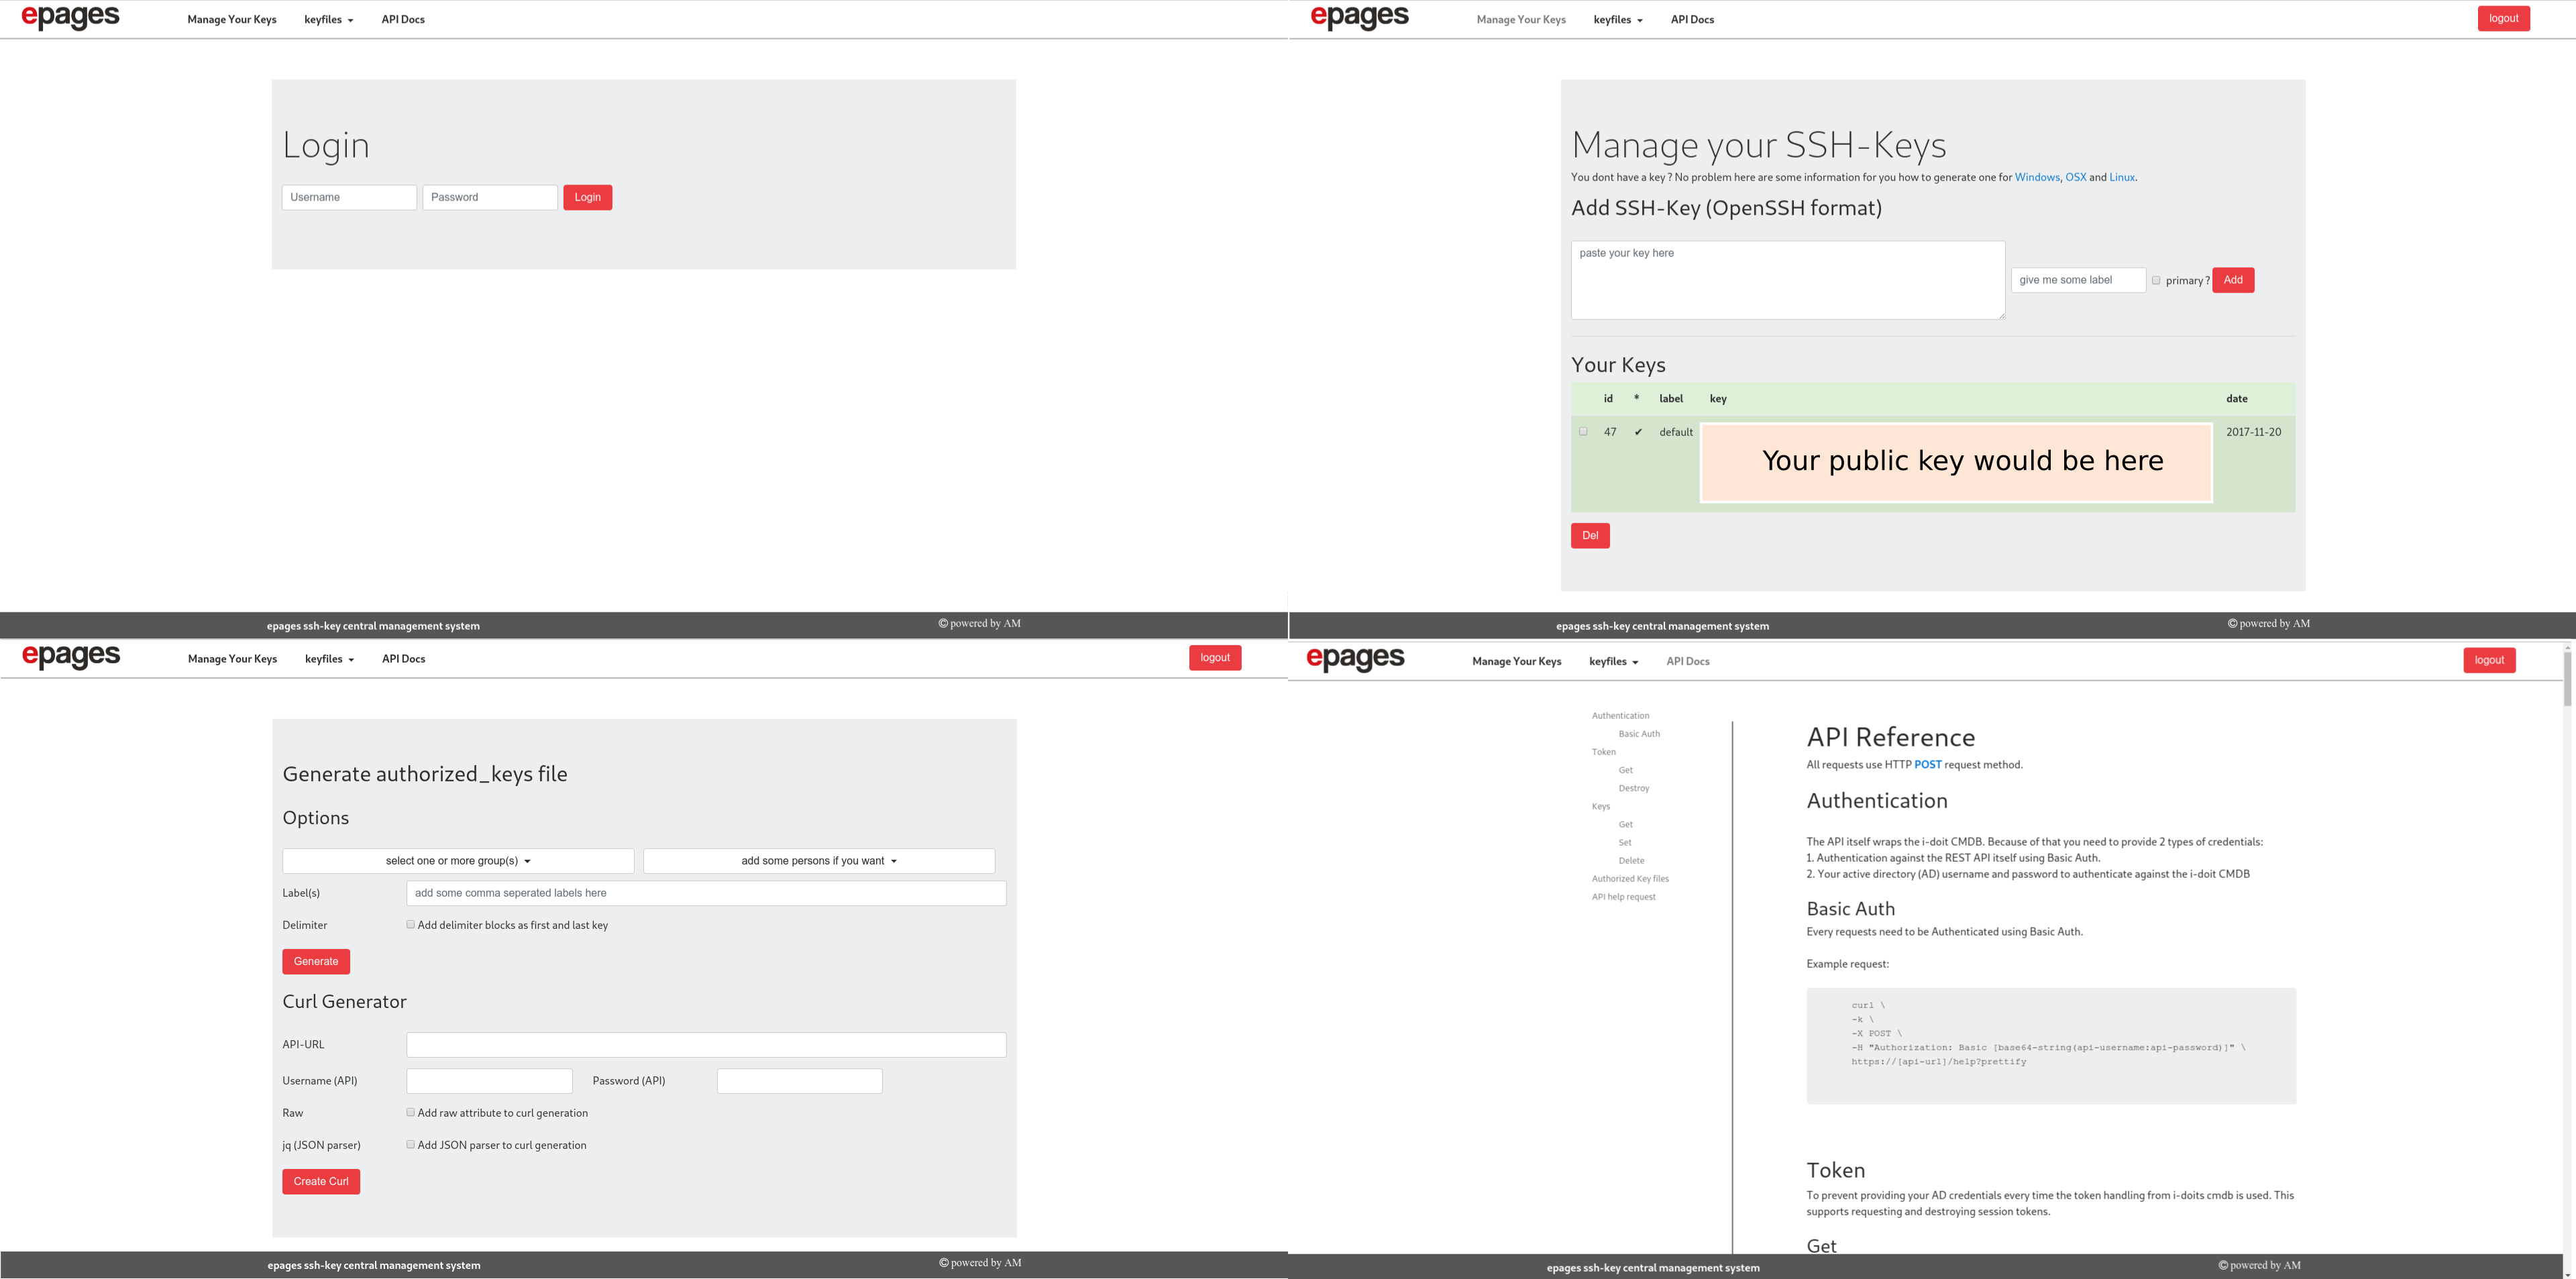 epages Manage Your Keys keyfiles API Docs
Login
Username Password Login
epages ssh-key central management system © powered by AM
epages Manage Your Keys keyfiles API Docs logout
Manage your SSH-Keys
You dont have a key ? No problem here are some information for you how to generate one for Windows, OSX and Linux.
Add SSH-Key (OpenSSH format)
paste your key here
give me some label primary ? Add
Your Keys
id * label key date
47 ✔ default Your public key would be here 2017-11-20
Del
epages ssh-key central management system © powered by AM
epages Manage Your Keys keyfiles API Docs logout
Generate authorized_keys file
Options
select one or more group(s) add some persons if you want
Label(s) add some comma seperated labels here
Delimiter Add delimiter blocks as first and last key
Generate
Curl Generator
API-URL
Username (API) Password (API)
Raw Add raw attribute to curl generation
jq (JSON parser) Add JSON parser to curl generation
Create Curl
epages ssh-key central management system © powered by AM
epages Manage Your Keys keyfiles API Docs logout
Authentication
Basic Auth
Token
Get
Destroy
Keys
Get
Set
Delete
Authorized Key files
API help request
API Reference
All requests use HTTP POST request method.
Authentication
The API itself wraps the i-doit CMDB. Because of that you need to provide 2 types of credentials:
1. Authentication against the REST API itself using Basic Auth.
2. Your active directory (AD) username and password to authenticate against the i-doit CMDB
Basic Auth
Every requests need to be Authenticated using Basic Auth.
Example request:
curl \
-k \
-X POST \
-H "Authorization: Basic [base64-string(api-username:api-password)]" \
https://[api-url]/help?prettify
Token
To prevent providing your AD credentials every time the token handling from i-doits cmdb is used. This
supports requesting and destroying session tokens.
Get
epages ssh-key central management system © powered by AM